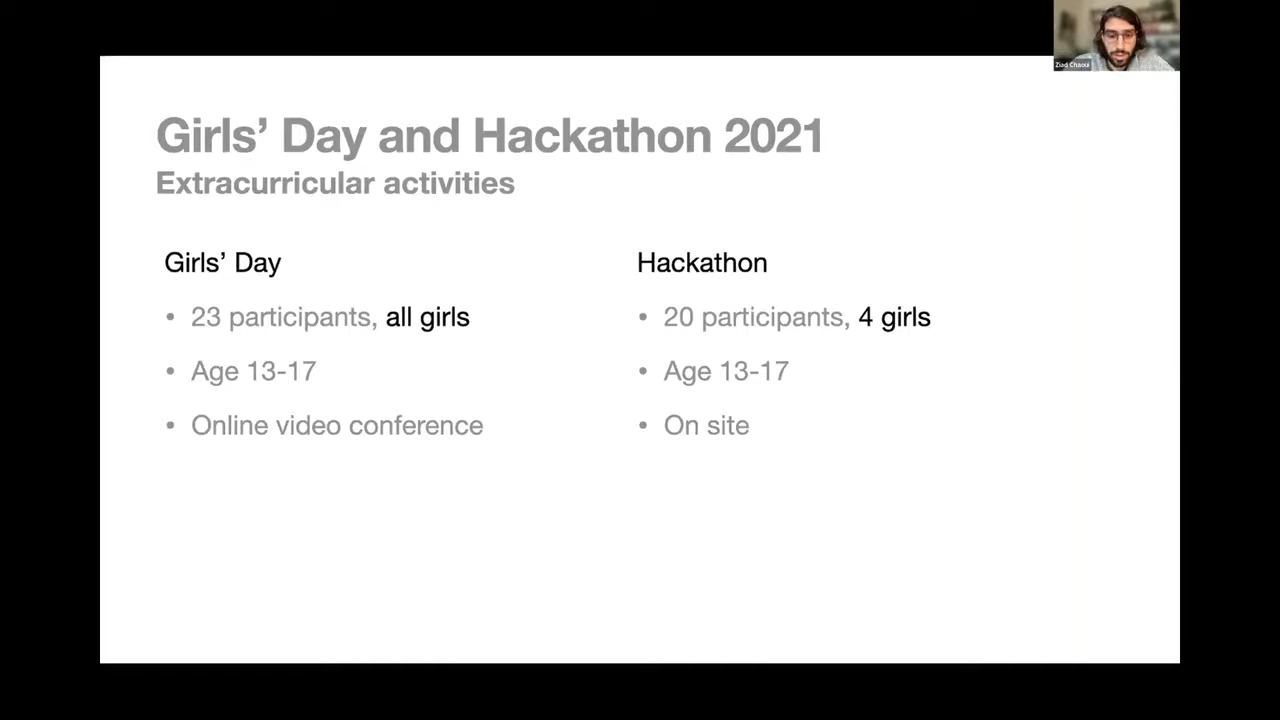 Ziad Chaoui
Girls’ Day and Hackathon 2021
Extracurricular activities
Girls’ Day
• 23 participants, all girls
• Age 13-17
• Online video conference
Hackathon
• 20 participants, 4 girls
• Age 13-17
• On site